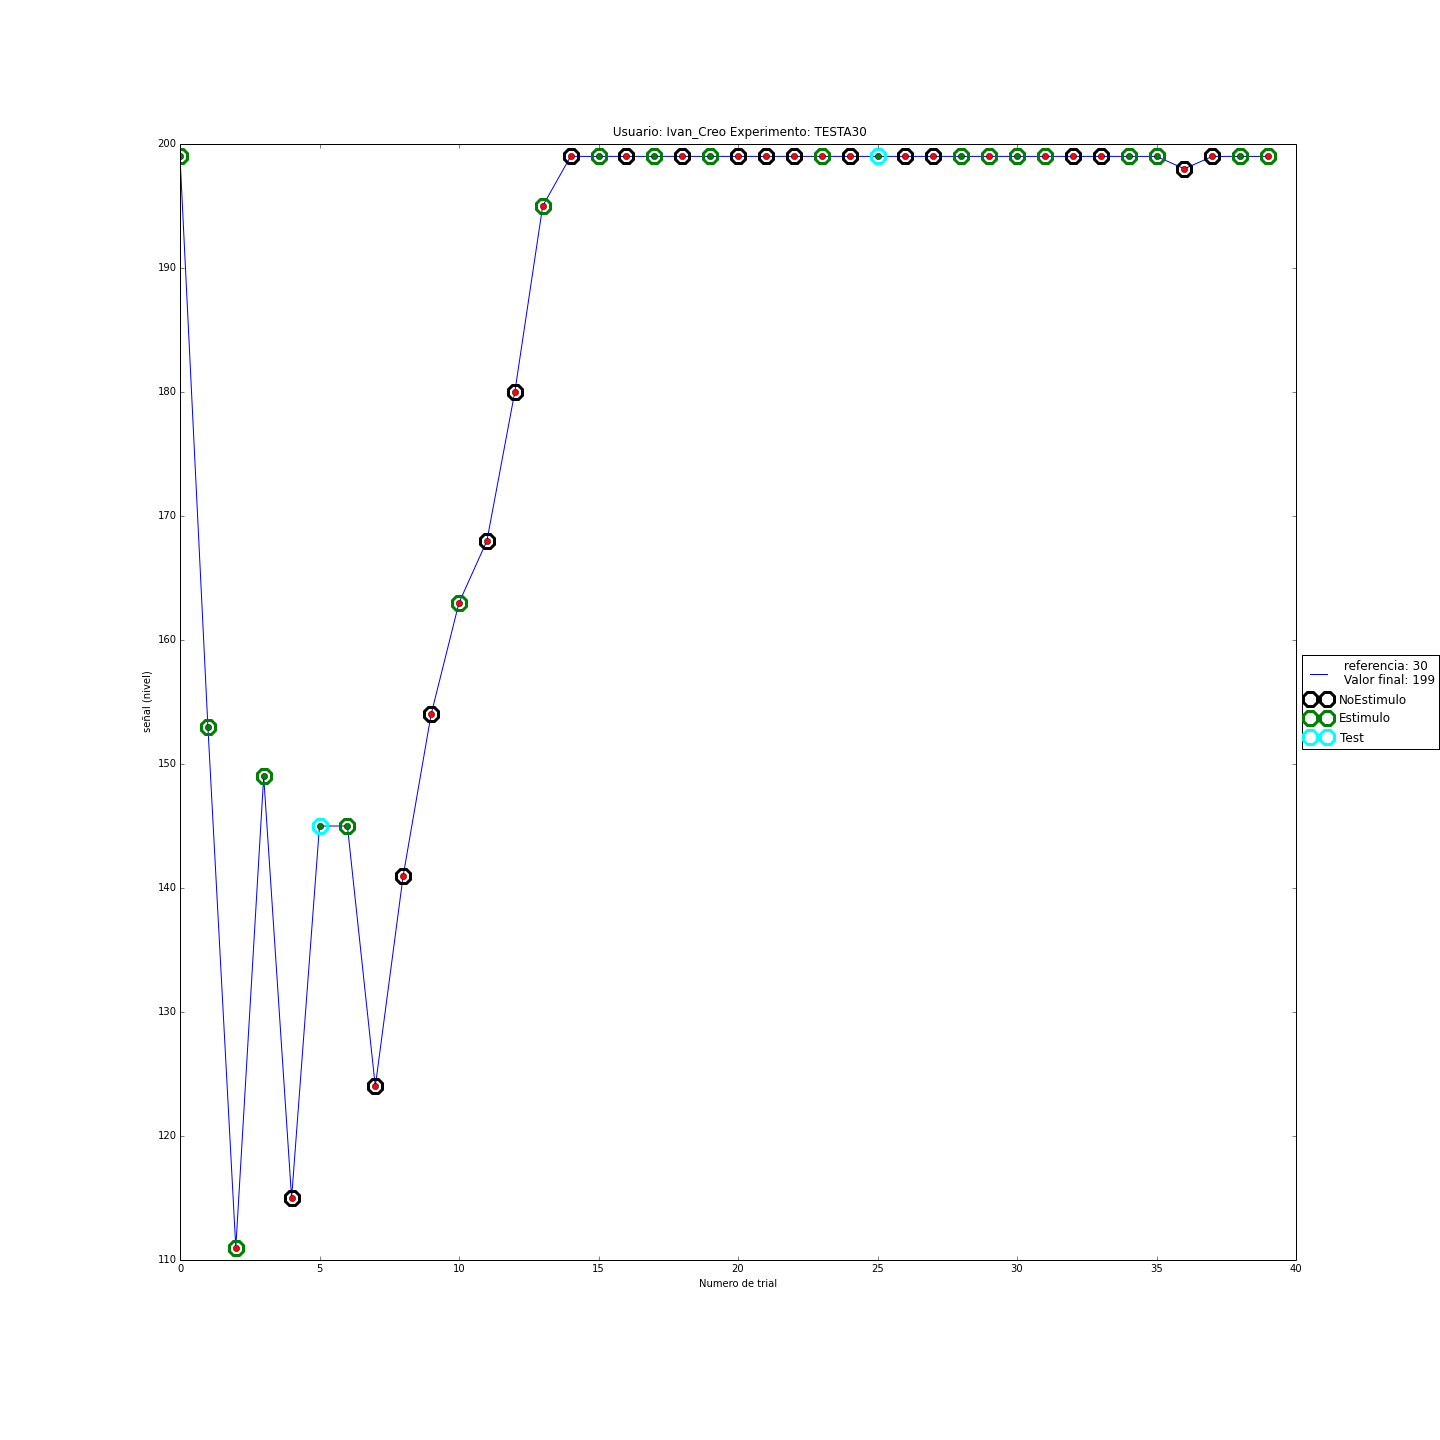 Usuario: Ivan_Creo Experimento: TESTA30
200
190
180
170
160
150
140
130
120
110
señal (nivel)
0 5 10 15 20 25 30 35 40
Numero de trial
referencia: 30
Valor final: 199
NoEstimulo
Estimulo
Test